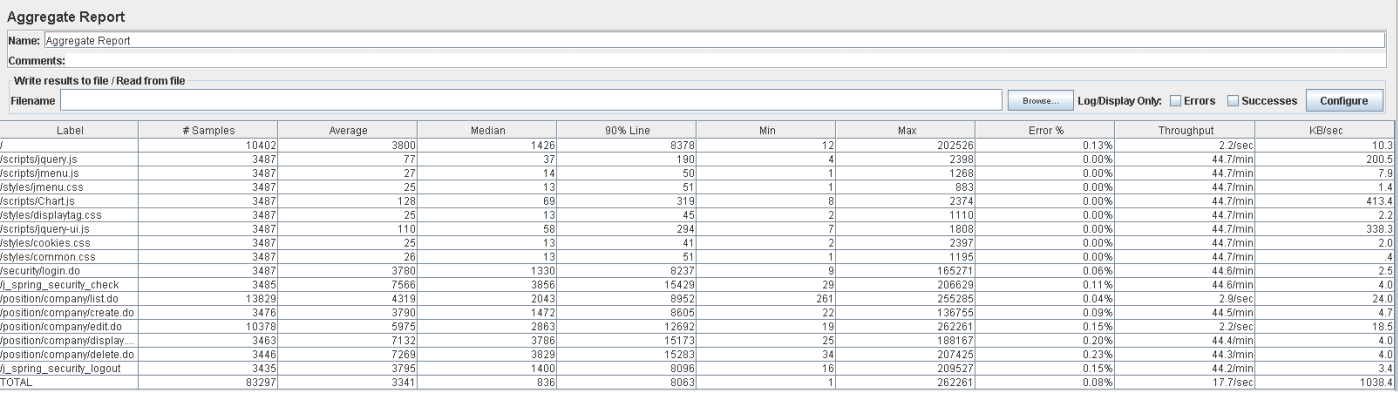 Aggregate Report
Name: Aggregate Report
Comments:
Write results to file / Read from file
Filename Browse... Log/Display Only: Errors Successes Configure
Label # Samples Average Median 90% Line Min Max Error % Throughput KB/sec
/ 10402 3800 1426 8378 12 202526 0.13% 2.2/sec 10.3
/scripts/jquery.js 3487 77 37 190 4 2398 0.00% 44.7/min 200.5
/scripts/jmenu.js 3487 27 14 50 1 1268 0.00% 44.7/min 7.9
/styles/jmenu.css 3487 25 13 51 1 883 0.00% 44.7/min 1.4
/scripts/Chart.js 3487 128 69 319 8 2374 0.00% 44.7/min 413.4
/styles/displaytag.css 3487 25 13 45 2 1110 0.00% 44.7/min 2.2
/scripts/jquery-ui.js 3487 110 58 294 7 1808 0.00% 44.7/min 338.3
/styles/cookies.css 3487 25 13 41 2 2397 0.00% 44.7/min 2.0
/styles/common.css 3487 26 13 51 1 1195 0.00% 44.7/min .4
/security/login.do 3487 3780 1330 8237 9 165271 0.06% 44.6/min 2.5
/j_spring_security_check 3485 7566 3856 15429 29 206629 0.11% 44.6/min 4.0
/position/company/list.do 13829 4319 2043 8952 261 255285 0.04% 2.9/sec 24.0
/position/company/create.do 3476 3790 1472 8605 22 136755 0.09% 44.5/min 4.7
/position/company/edit.do 10378 5975 2863 12692 19 262261 0.15% 2.2/sec 18.5
/position/company/display.... 3463 7132 3786 15173 25 188167 0.20% 44.4/min 4.0
/position/company/delete.do 3446 7269 3829 15283 34 207425 0.23% 44.3/min 4.0
/j_spring_security_logout 3435 3795 1400 8096 16 209527 0.15% 44.2/min 3.4
TOTAL 83297 3341 836 8063 1 262261 0.08% 17.7/sec 1038.4